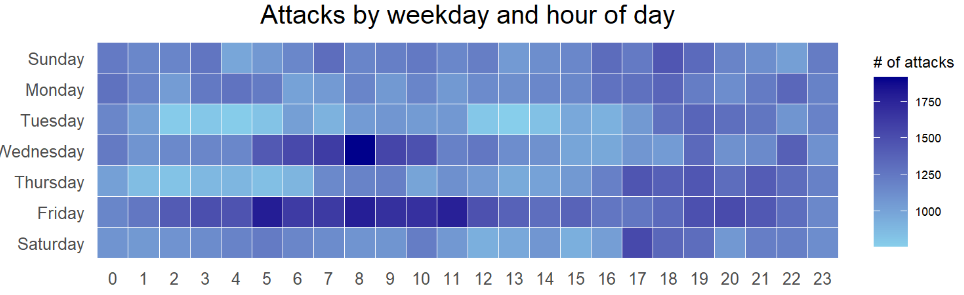 Attacks by weekday and hour of day
Sunday
Monday
Tuesday
Wednesday
Thursday
Friday
Saturday
0 1 2 3 4 5 6 7 8 9 10 11 12 13 14 15 16 17 18 19 20 21 22 23
# of attacks
1750
1500
1250
1000